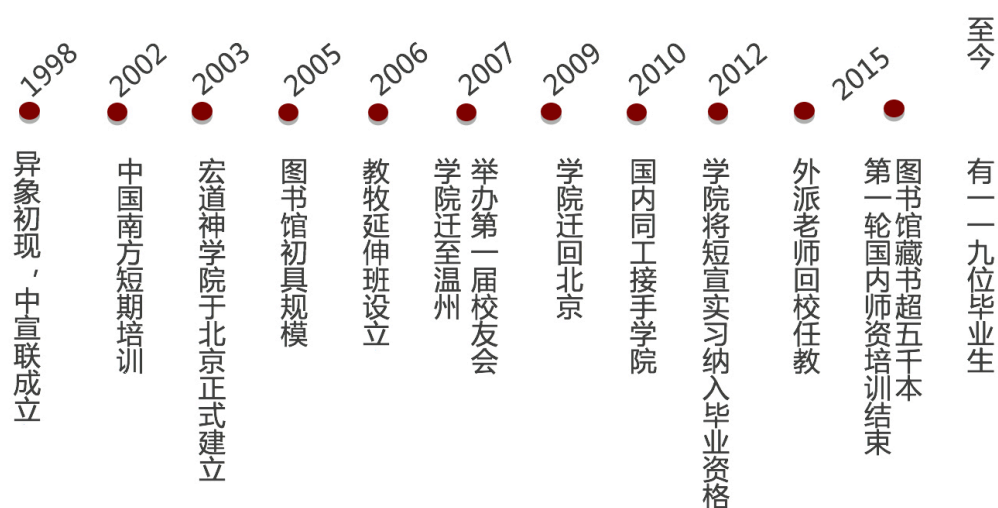 1998
2002
2003
2005
2006
2007
2009
2010
2012
2015
至今
异象初现，中宣联成立
中国南方短期培训
宏道神学院于北京正式建立
图书馆初具规模
教牧延伸班设立
举办第一届校友会
学院迁至温州
学院迁回北京
国内同工接手学院
学院将短宣实习纳入毕业资格
外派老师回校任教
图书馆藏书超五千本
第一轮国内师资培训结束
有一一九位毕业生